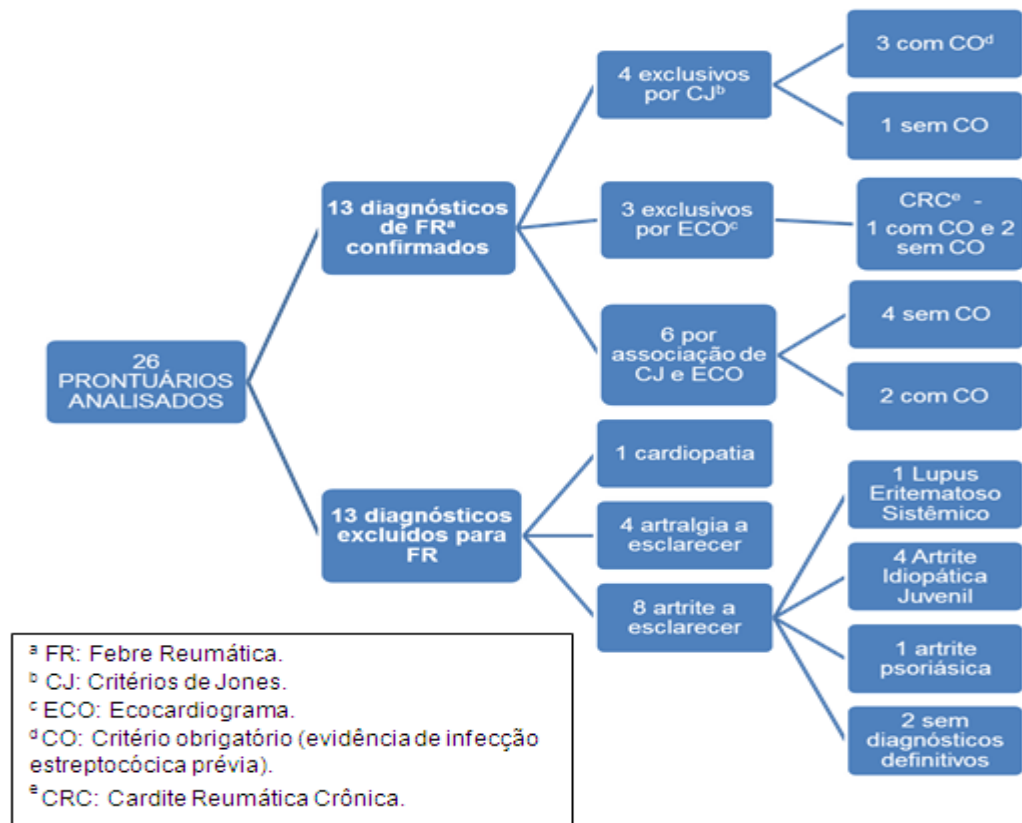 26
PRONTUÁRIOS
ANALISADOS
13 diagnósticos
de FRᵃ
confirmados
4 exclusivos
por CJᵇ
3 com COᵈ
1 sem CO
3 exclusivos
por ECOᶜ
CRCᵉ -
1 com CO e 2
sem CO
6 por
associação de
CJ e ECO
4 sem CO
2 com CO
13 diagnósticos
excluídos para
FR
1 cardiopatia
4 artralgia a
esclarecer
8 artrite a
esclarecer
1 Lupus
Eritematoso
Sistêmico
4 Artrite
Idiopática
Juvenil
1 artrite
psoriásica
2 sem
diagnósticos
definitivos
ᵃ FR: Febre Reumática.
ᵇ CJ: Critérios de Jones.
ᶜ ECO: Ecocardiograma.
ᵈ CO: Critério obrigatório (evidência de infecção
estreptocócica prévia).
ᵉ CRC: Cardite Reumática Crônica.